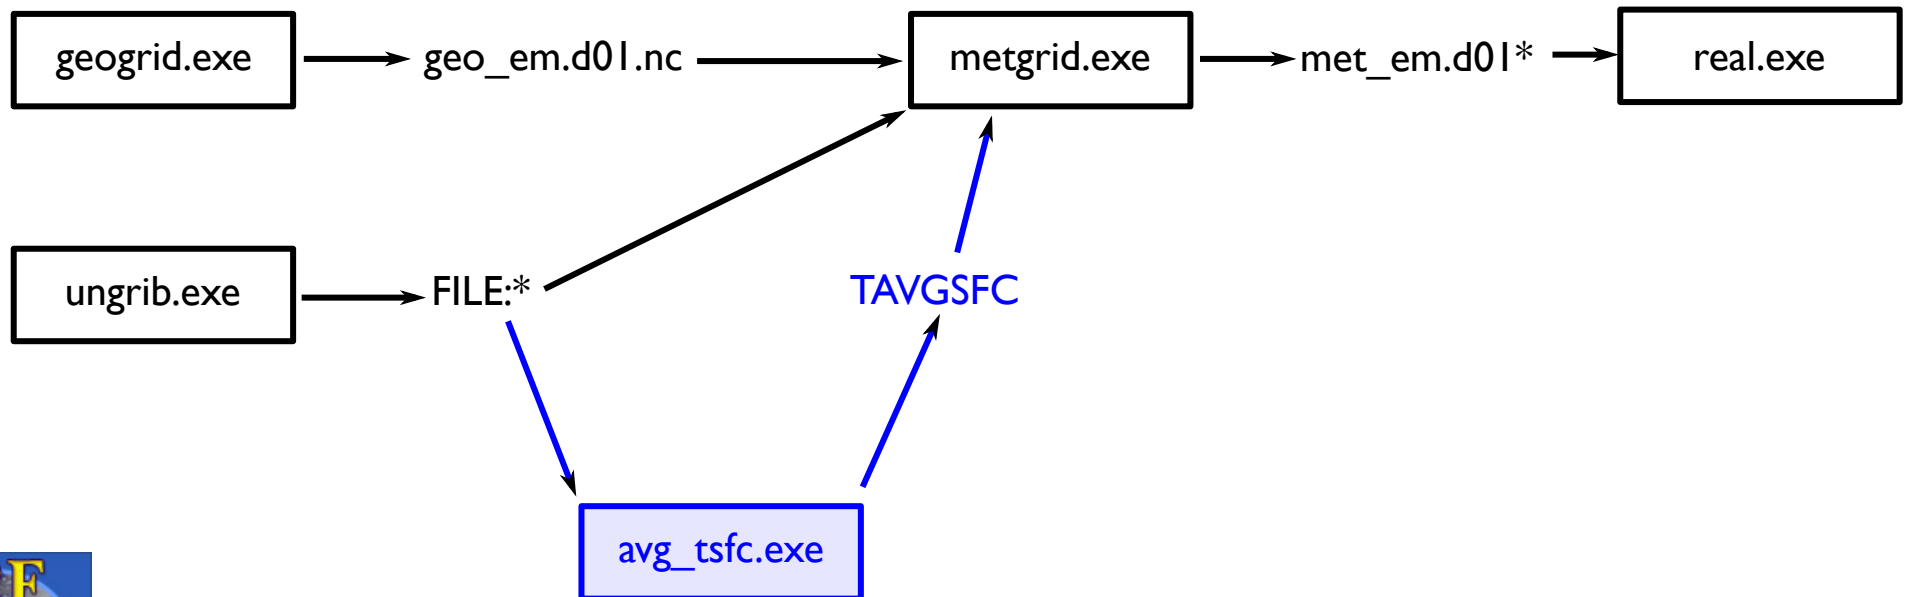 geogrid.exe
geo_em.d01.nc
metgrid.exe
met_em.d01*
real.exe
ungrib.exe
FILE:*
TAVGSFC
avg_tsfc.exe